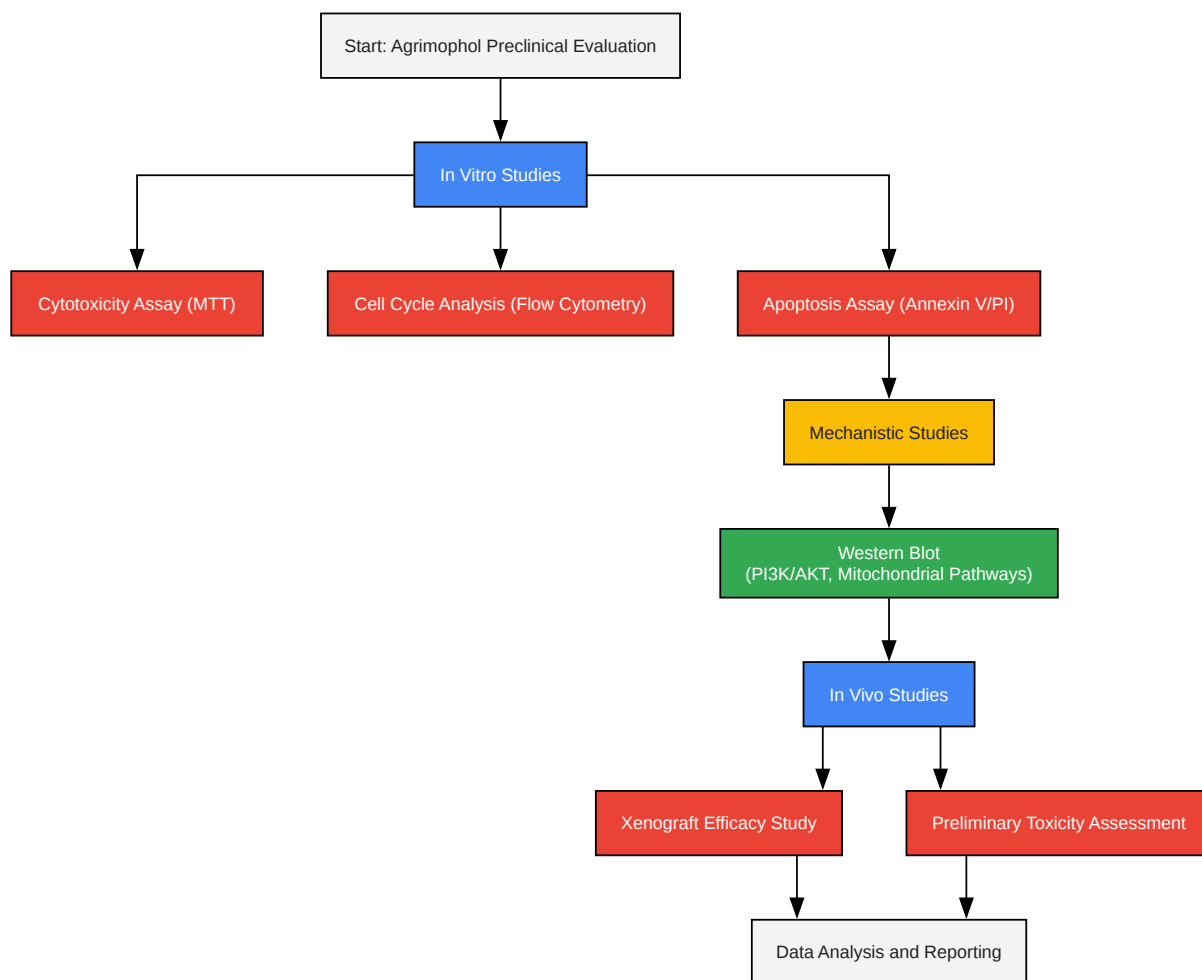 Start: Agrimophol Preclinical Evaluation
In Vitro Studies
Cytotoxicity Assay (MTT)
Cell Cycle Analysis (Flow Cytometry)
Apoptosis Assay (Annexin V/PI)
Mechanistic Studies
Western Blot
(PI3K/AKT, Mitochondrial Pathways)
In Vivo Studies
Xenograft Efficacy Study
Preliminary Toxicity Assessment
Data Analysis and Reporting